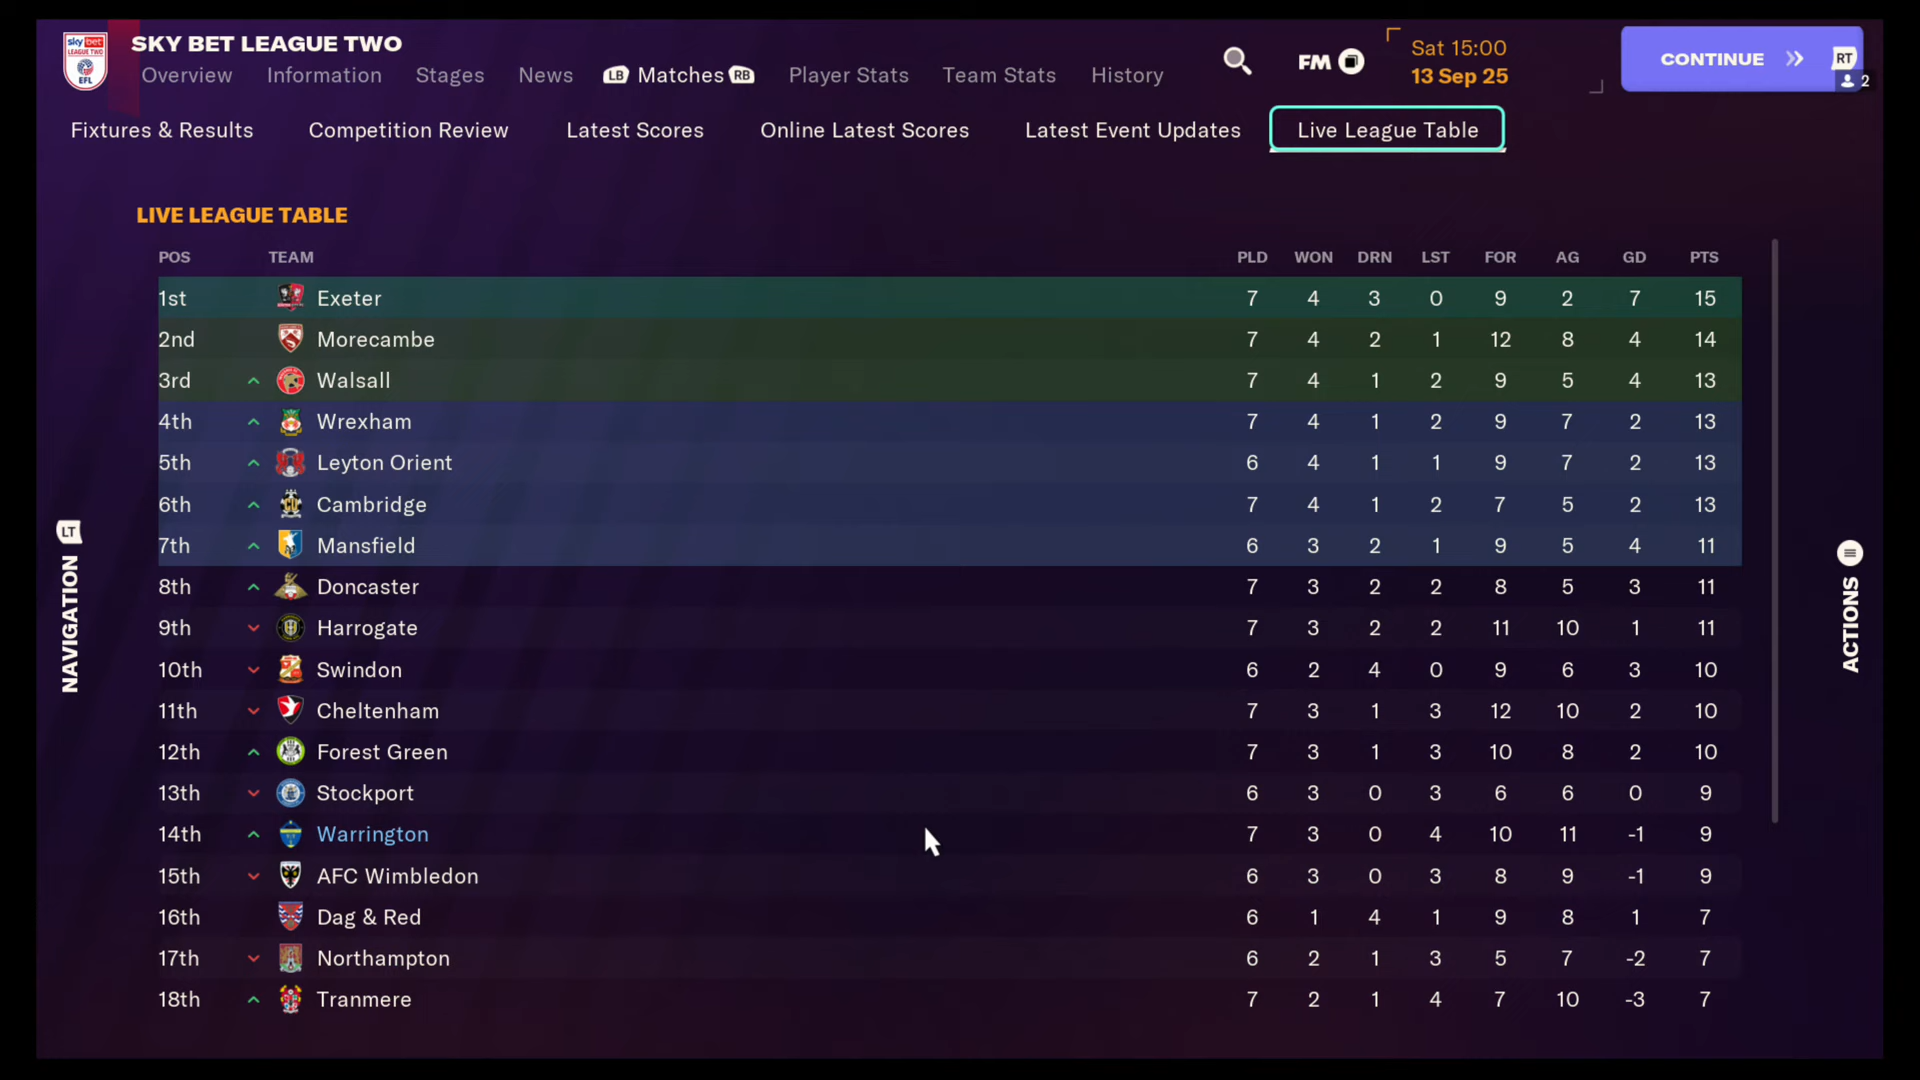 sky bet
LEAGUE TWO
EFL
SKY BET LEAGUE TWO
Overview Information Stages News LB Matches RB Player Stats Team Stats History
FM
Sat 15:00
13 Sep 25
CONTINUE RT
2
Fixtures & Results Competition Review Latest Scores Online Latest Scores Latest Event Updates Live League Table
LIVE LEAGUE TABLE
POS TEAM PLD WON DRN LST FOR AG GD PTS
1st Exeter 7 4 3 0 9 2 7 15
2nd Morecambe 7 4 2 1 12 8 4 14
3rd Walsall 7 4 1 2 9 5 4 13
4th Wrexham 7 4 1 2 9 7 2 13
5th Leyton Orient 6 4 1 1 9 7 2 13
6th Cambridge 7 4 1 2 7 5 2 13
7th Mansfield 6 3 2 1 9 5 4 11
8th Doncaster 7 3 2 2 8 5 3 11
9th Harrogate 7 3 2 2 11 10 1 11
10th Swindon 6 2 4 0 9 6 3 10
11th Cheltenham 7 3 1 3 12 10 2 10
12th Forest Green 7 3 1 3 10 8 2 10
13th Stockport 6 3 0 3 6 6 0 9
14th Warrington 7 3 0 4 10 11 -1 9
15th AFC Wimbledon 6 3 0 3 8 9 -1 9
16th Dag & Red 6 1 4 1 9 8 1 7
17th Northampton 6 2 1 3 5 7 -2 7
18th Tranmere 7 2 1 4 7 10 -3 7
LT
NAVIGATION
ACTIONS